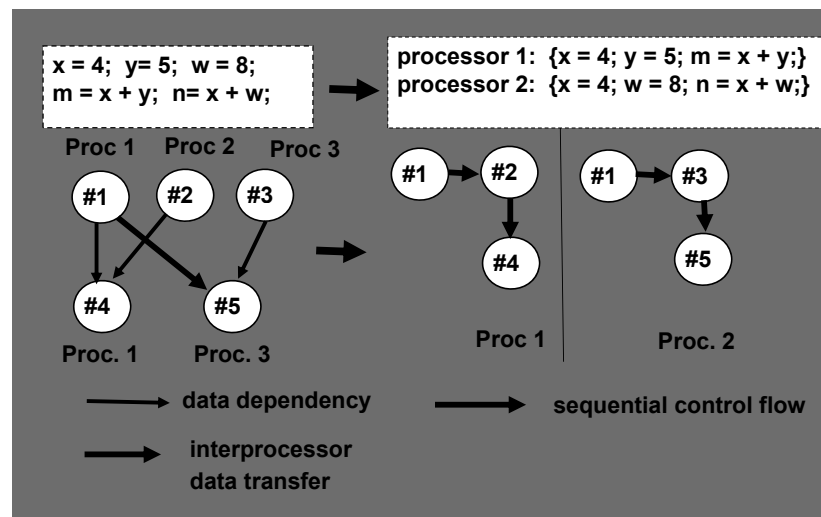 x = 4; y= 5; w = 8;
m = x + y; n= x + w;
processor 1: {x = 4; y = 5; m = x + y;}
processor 2: {x = 4; w = 8; n = x + w;}
Proc 1 Proc 2 Proc 3
#1 #2 #3
#4 #5
Proc. 1 Proc. 3
#1 #2
#4
Proc 1
#1 #3
#5
Proc. 2
data dependency
sequential control flow
interprocessor
data transfer